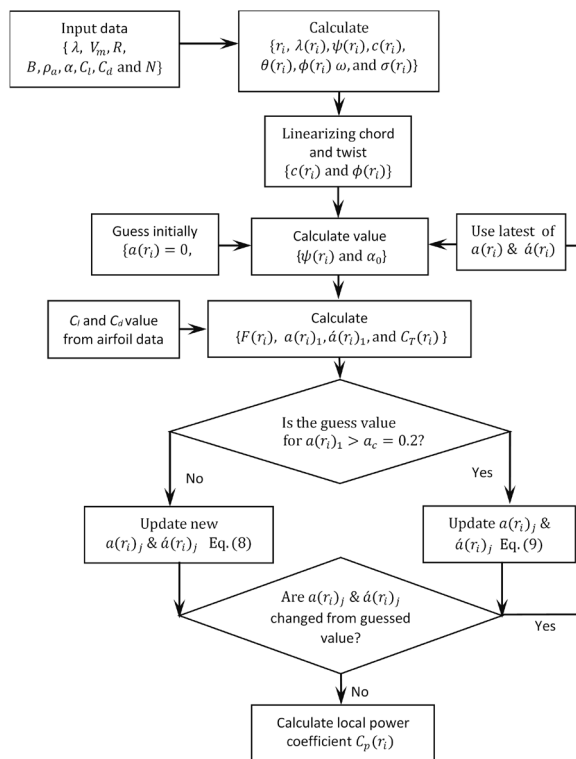 Input data
{ λ, V_m, R,
B, ρ_a, α, C_l, C_d and N}
Calculate
{r_i, λ(r_i), ψ(r_i), c(r_i),
θ(r_i), ϕ(r_i) ω, and σ(r_i)}
Linearizing chord
and twist
{c(r_i) and ϕ(r_i)}
Guess initially
{a(r_i) = 0,
Calculate value
{ψ(r_i) and α_0}
Use latest of
a(r_i) & á(r_i)
C_l and C_d value
from airfoil data
Calculate
{F(r_i), a(r_i)_1, á(r_i)_1, and C_T(r_i) }
Is the guess value
for a(r_i)_1 > a_c = 0.2?
No
Yes
Update new
a(r_i)_j & á(r_i)_j Eq. (8)
Update a(r_i)_j &
á(r_i)_j Eq. (9)
Are a(r_i)_j & á(r_i)_j
changed from guessed
value?
Yes
No
Calculate local power
coefficient C_p(r_i)